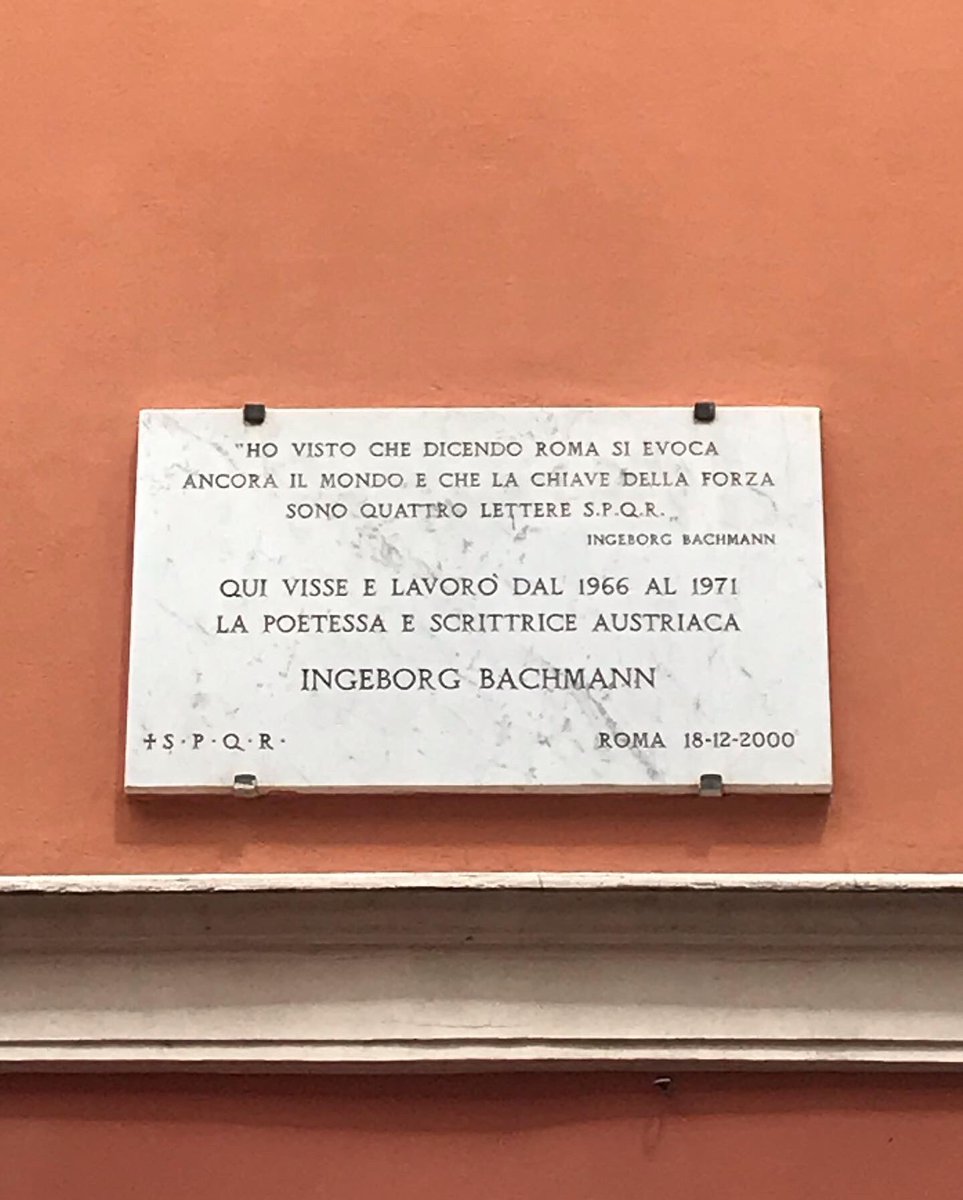 "HO VISTO CHE DICENDO ROMA SI EVOCA
ANCORA IL MONDO E CHE LA CHIAVE DELLA FORZA
SONO QUATTRO LETTERE S.P.Q.R."
INGEBORG BACHMANN
QUI VISSE E LAVORÒ DAL 1966 AL 1971
LA POETESSA E SCRITTRICE AUSTRIACA
INGEBORG BACHMANN
✝S·P·Q·R· ROMA 18-12-2000